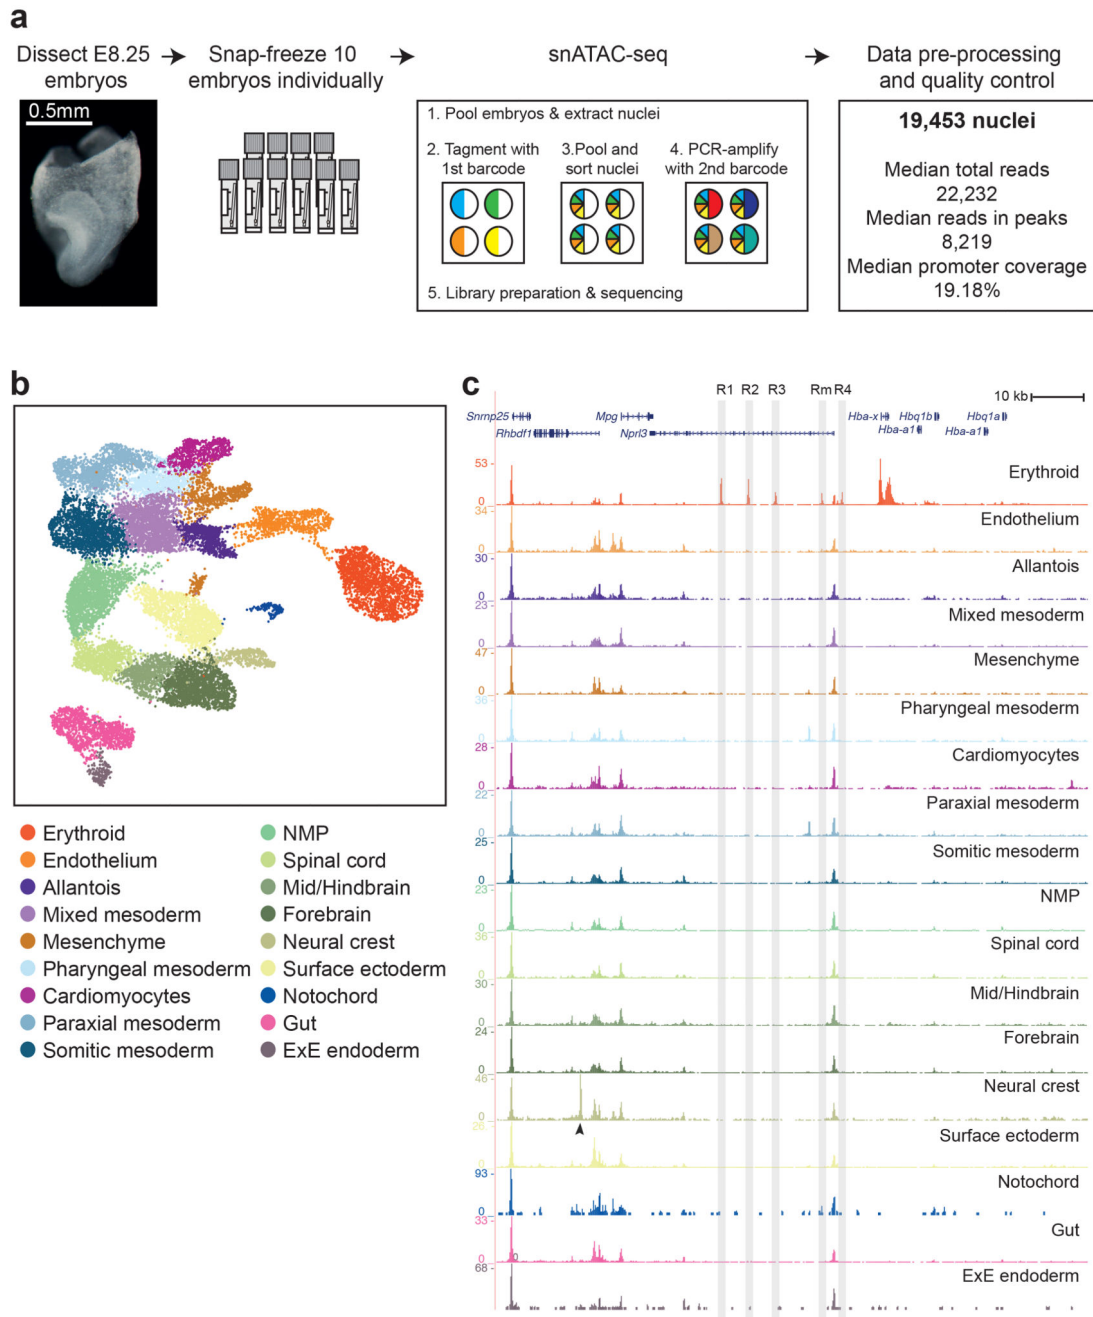 a
Dissect E8.25
embryos
Snap-freeze 10
embryos individually
snATAC-seq
Data pre-processing
and quality control
0.5mm
1. Pool embryos & extract nuclei
2. Tagment with
1st barcode
3.Pool and
sort nuclei
4. PCR-amplify
with 2nd barcode
5. Library preparation & sequencing
19,453 nuclei
Median total reads
22,232
Median reads in peaks
8,219
Median promoter coverage
19.18%
b
Erythroid
Endothelium
Allantois
Mixed mesoderm
Mesenchyme
Pharyngeal mesoderm
Cardiomyocytes
Paraxial mesoderm
Somitic mesoderm
NMP
Spinal cord
Mid/Hindbrain
Forebrain
Neural crest
Surface ectoderm
Notochord
Gut
ExE endoderm
c
R1 R2 R3 Rm R4
10 kb
Snrnp25 Mpg Hba-x Hbq1b Hbq1a
Rhbdf1 Nprl3 Hba-a1 Hba-a1
53
0
Erythroid
34
0
Endothelium
30
0
Allantois
23
0
Mixed mesoderm
47
0
Mesenchyme
36
0
Pharyngeal mesoderm
28
0
Cardiomyocytes
22
0
Paraxial mesoderm
25
0
Somitic mesoderm
23
0
NMP
36
0
Spinal cord
30
0
Mid/Hindbrain
24
0
Forebrain
46
0
Neural crest
26
0
Surface ectoderm
93
0
Notochord
33
0
Gut
68
0
ExE endoderm